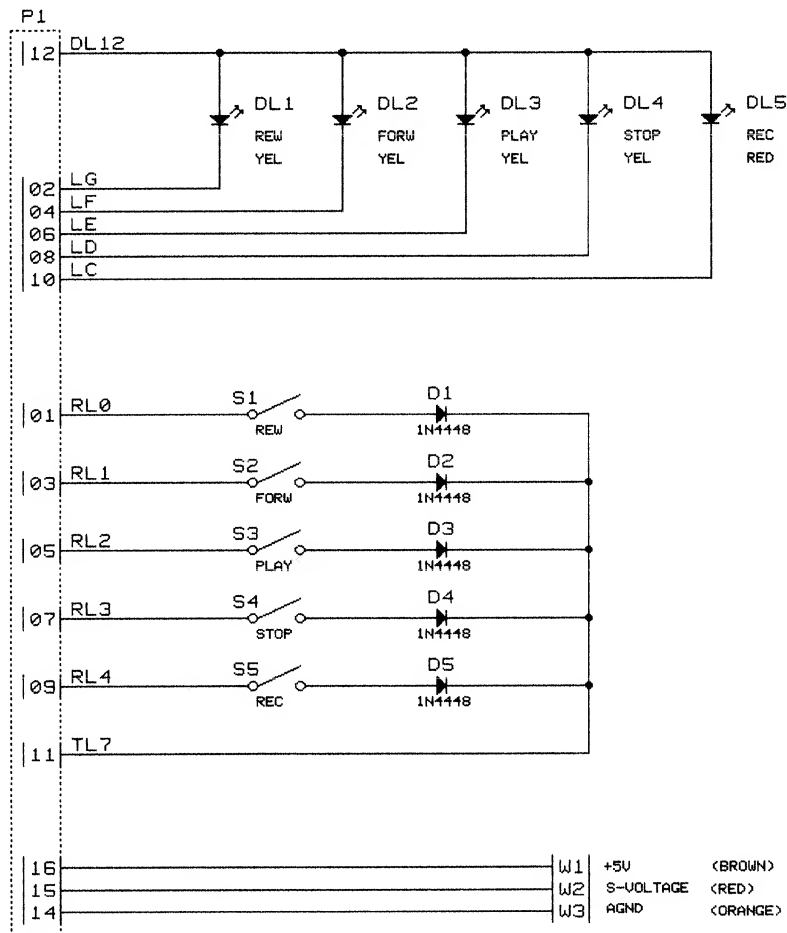 P1
12 DL12
DL1 DL2 DL3 DL4 DL5
REW FORW PLAY STOP REC
YEL YEL YEL YEL RED
02 LG
04 LF
06 LE
08 LD
10 LC
01 RL0 S1 D1
REW 1N4448
03 RL1 S2 D2
FORW 1N4448
05 RL2 S3 D3
PLAY 1N4448
07 RL3 S4 D4
STOP 1N4448
09 RL4 S5 D5
REC 1N4448
11 TL7
16 W1 +5V (BROWN)
15 W2 S-VOLTAGE (RED)
14 W3 AGND (ORANGE)